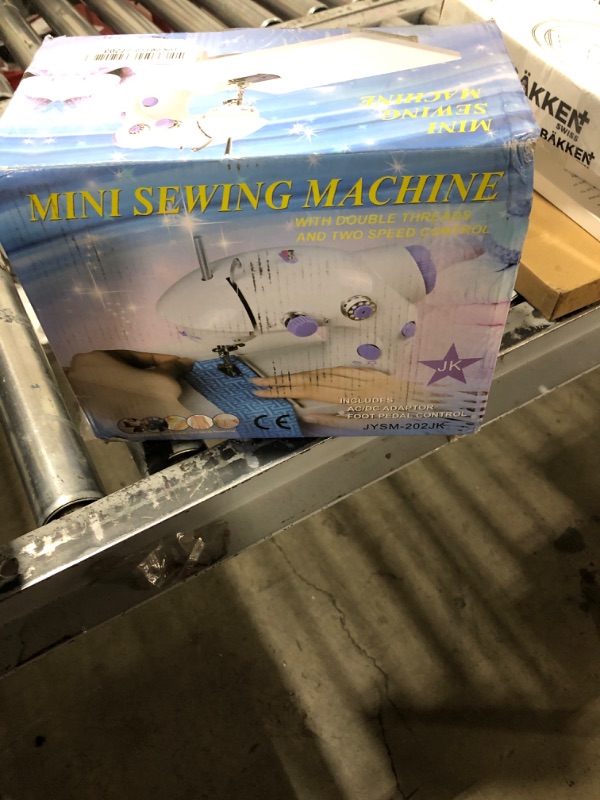 MINI
SEWING
MACHINE
MINI SEWING MACHINE
WITH DOUBLE THREADS
AND TWO SPEED CONTROL
JK
INCLUDES
AC/DC ADAPTOR
FOOT PEDAL CONTROL
CE
JYSM-202JK
BÄKKEN
SWISS
BÄKKEN